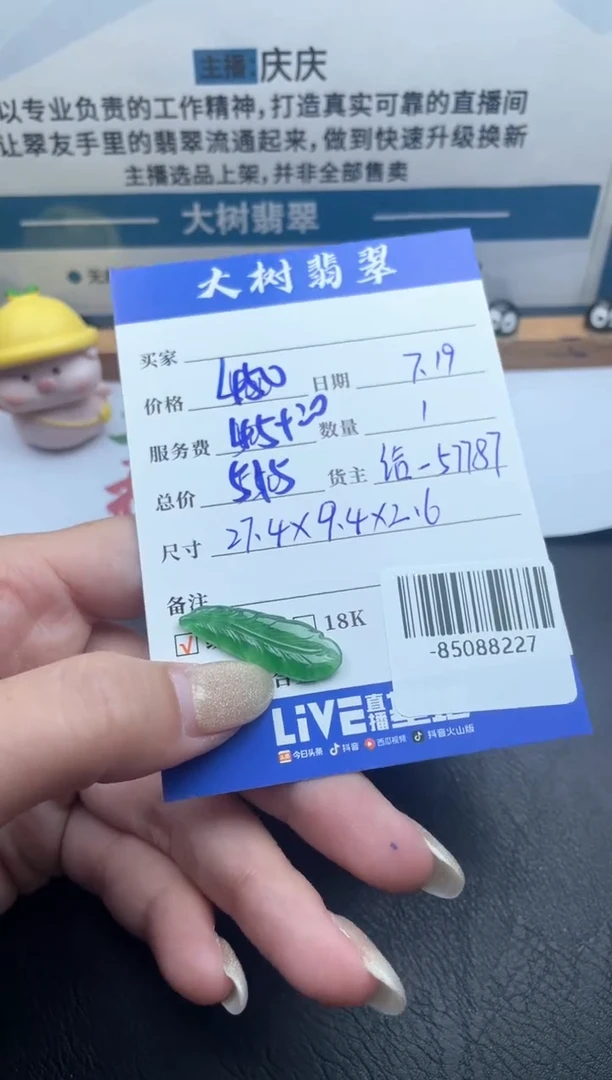 主播：庆庆
以专业负责的工作精神，打造真实可靠的直播间
让翠友手里的翡翠流通起来，做到快速升级换新
主播选品上架，并非全部售卖
大树翡翠
大树翡翠
买家
价格 日期 7.19
服务费 数量 1
总价 货主 -57787
尺寸 27.4×9.4×2.6
备注
18K
-85088227
LiVE 直播
今日头条 抖音 西瓜视频 抖音火山版